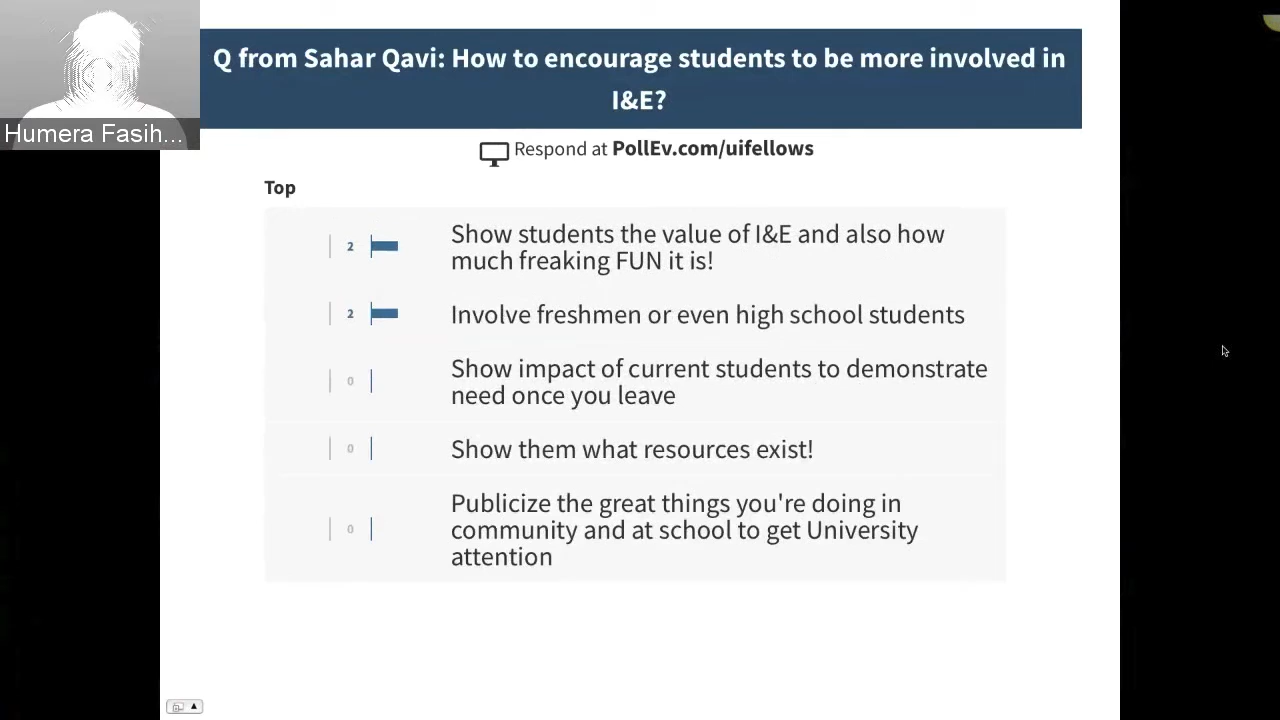 Q from Sahar Qavi: How to encourage students to be more involved in
I&E?
Humera Fasih...
Respond at PollEv.com/uifellows
Top
2
Show students the value of I&E and also how
much freaking FUN it is!
2
Involve freshmen or even high school students
0
Show impact of current students to demonstrate
need once you leave
0
Show them what resources exist!
0
Publicize the great things you're doing in
community and at school to get University
attention